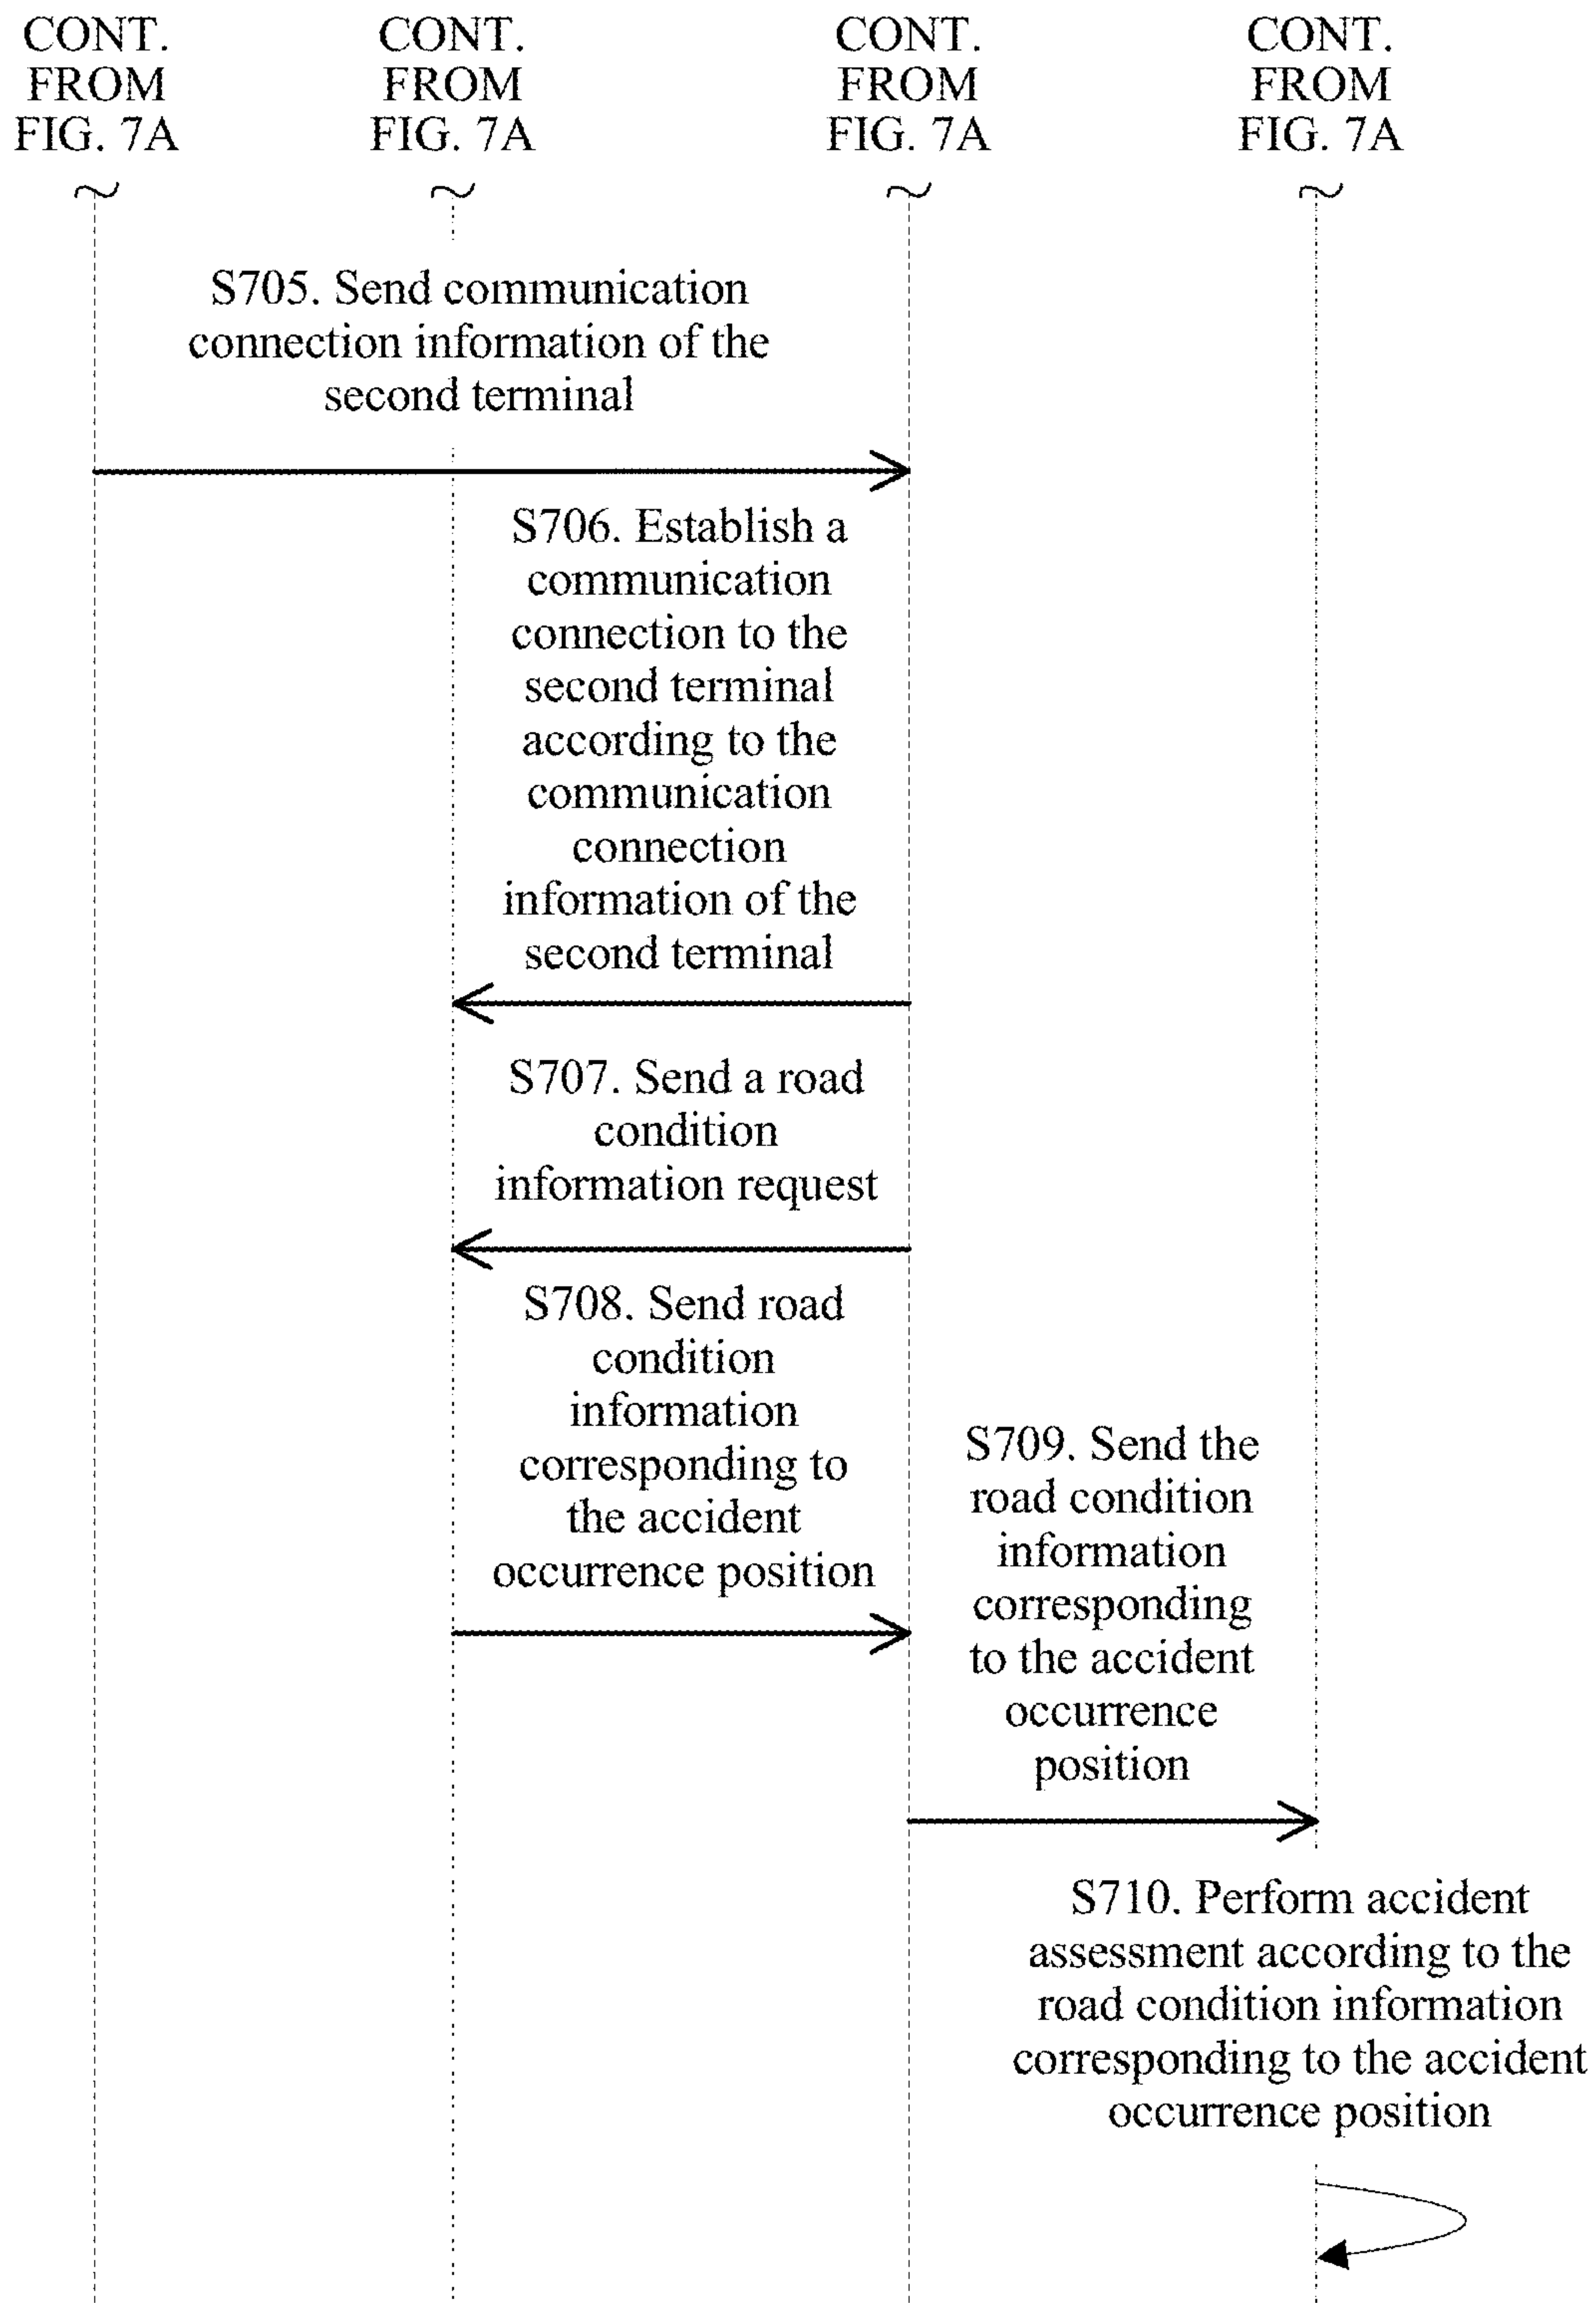 CONT.
FROM
FIG. 7A
CONT.
FROM
FIG. 7A
CONT.
FROM
FIG. 7A
CONT.
FROM
FIG. 7A
S705. Send communication
connection information of the
second terminal
S706. Establish a
communication
connection to the
second terminal
according to the
communication
connection
information of the
second terminal
S707. Send a road
condition
information request
S708. Send road
condition
information
corresponding to
the accident
occurrence position
S709. Send the
road condition
information
corresponding
to the accident
occurrence
position
S710. Perform accident
assessment according to the
road condition information
corresponding to the accident
occurrence position